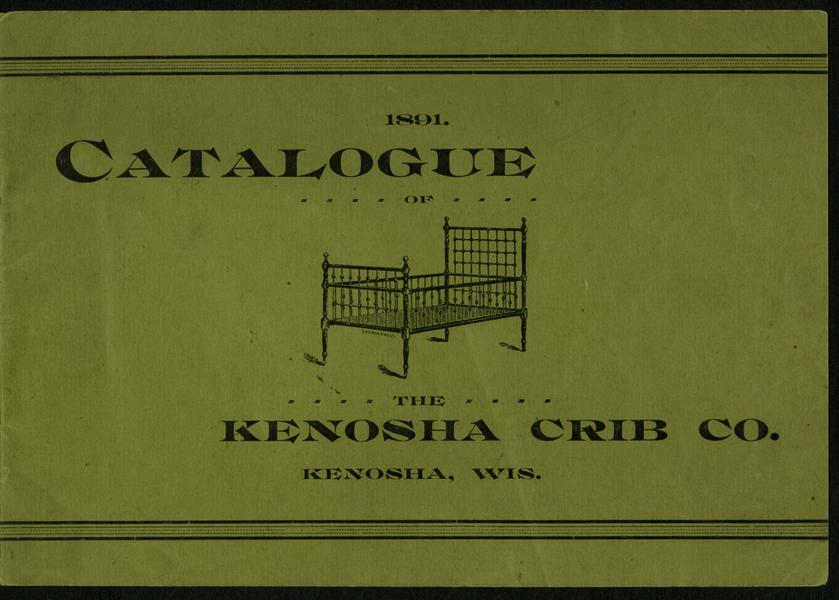 1891.
CATALOGUE
OF
THE
KENOSHA CRIB CO.
KENOSHA, WIS.